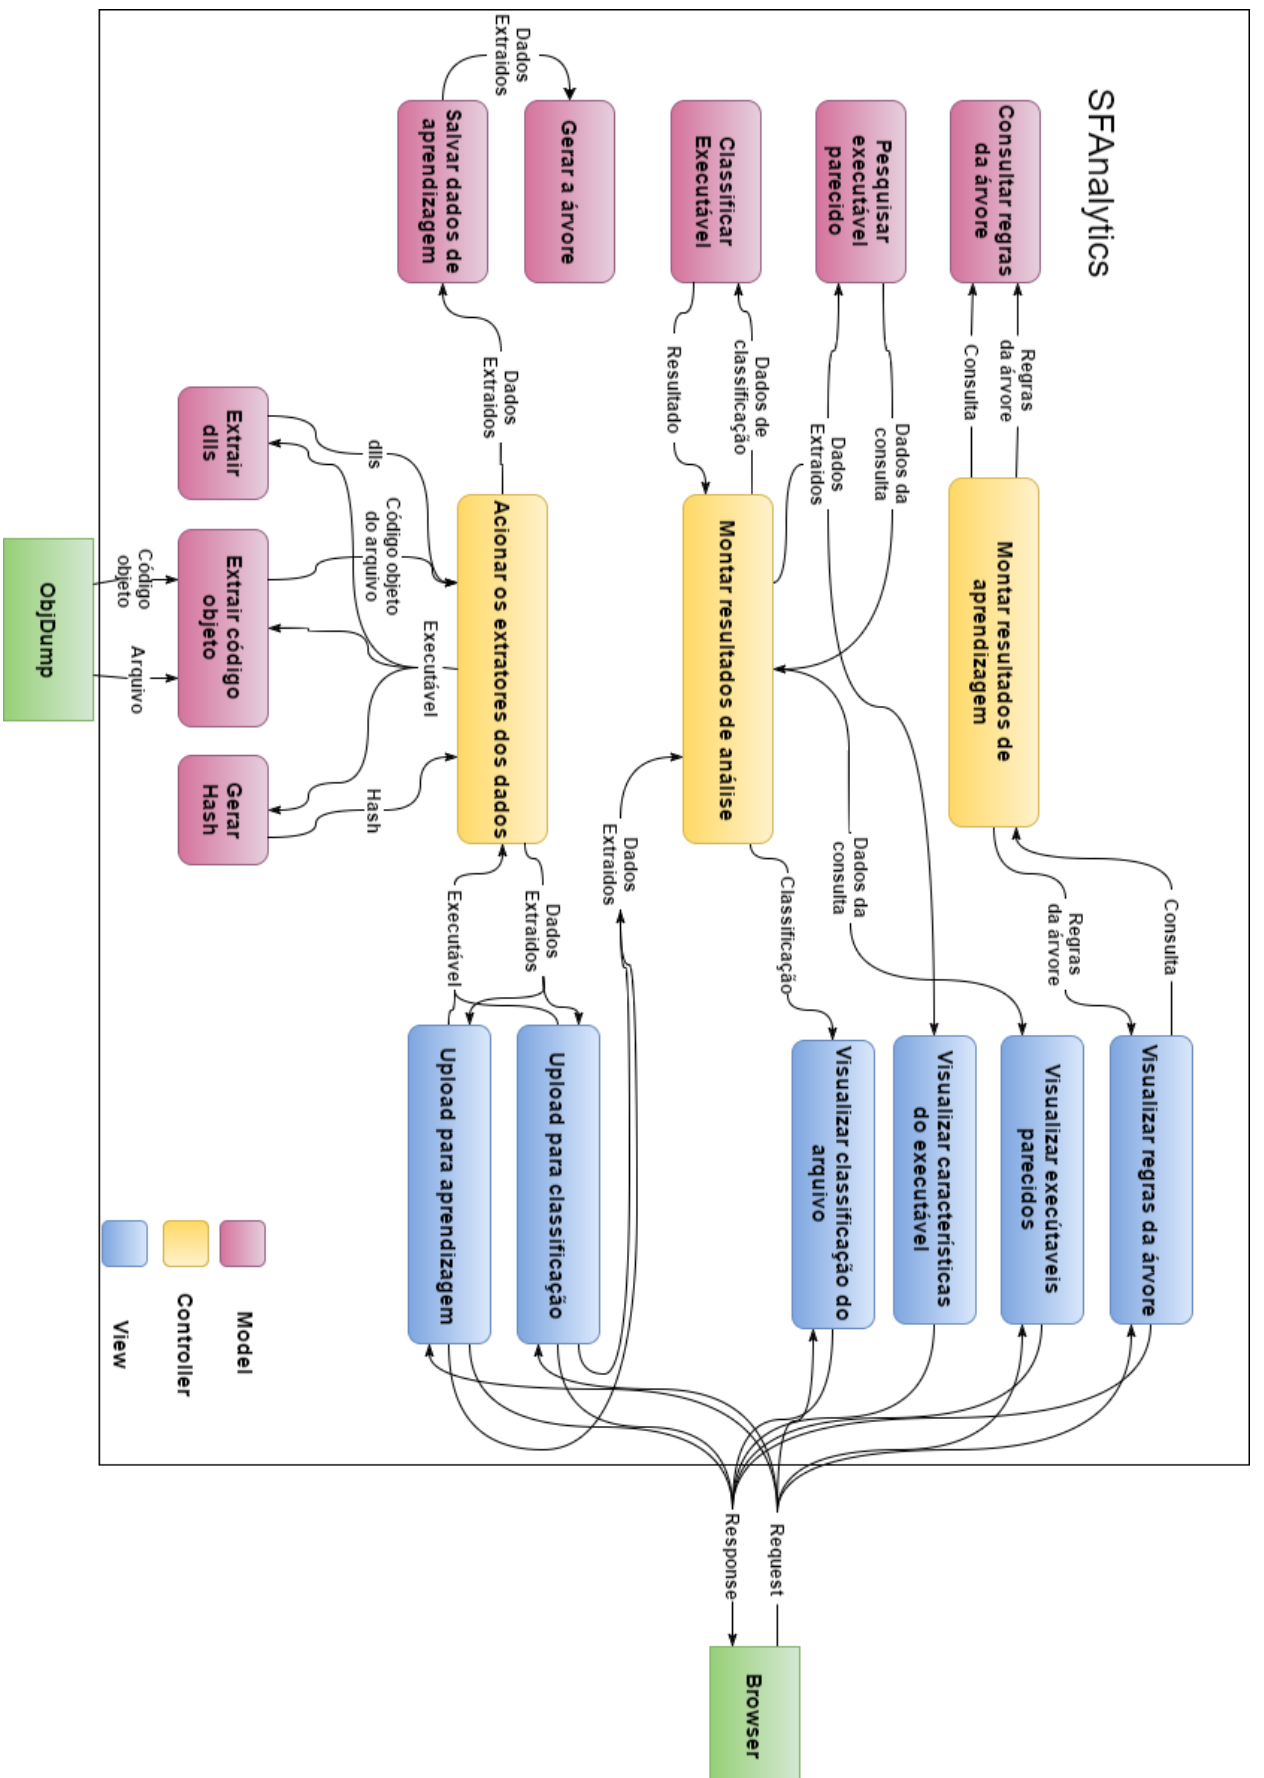 SFAnalytics
Consultar regras
da árvore
Regras
da árvore
Consulta
Montar resultados de
aprendizagem
Consulta
Regras
da árvore
Visualizar regras da árvore
Visualizar execútaveis
parecidos
Visualizar características
do executável
Visualizar classificação do
arquivo
Pesquisar
executável
parecido
Dados da
consulta
Dados
Extraidos
Dados da
consulta
Classificar
Executável
Dados de
classificação
Resultado
Montar resultados de análise
Classificação
Dados
Extraidos
Request
Response
Browser
Gerar a árvore
Dados
Extraidos
Salvar dados de
aprendizagem
Dados
Extraidos
Acionar os extratores dos dados
Dados
Extraidos
Executável
Upload para classificação
Upload para aprendizagem
dlls
Código objeto
do arquivo
Executável
Hash
Extrair
dlls
Extrair código
objeto
Gerar
Hash
Código
objeto
Arquivo
ObjDump
Model
Controller
View